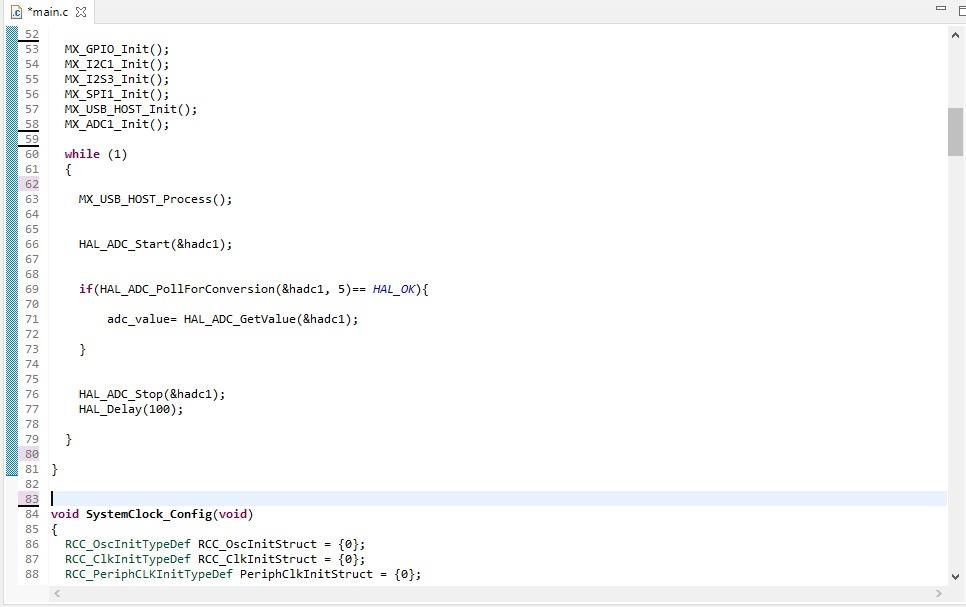 *main.c
52
53 MX_GPIO_Init();
54 MX_I2C1_Init();
55 MX_I2S3_Init();
56 MX_SPI1_Init();
57 MX_USB_HOST_Init();
58 MX_ADC1_Init();
59
60 while (1)
61 {
62
63 MX_USB_HOST_Process();
64
65
66 HAL_ADC_Start(&hadc1);
67
68
69 if(HAL_ADC_PollForConversion(&hadc1, 5)== HAL_OK){
70
71 adc_value= HAL_ADC_GetValue(&hadc1);
72
73 }
74
75
76 HAL_ADC_Stop(&hadc1);
77 HAL_Delay(100);
78
79 }
80
81 }
82
83
84 void SystemClock_Config(void)
85 {
86 RCC_OscInitTypeDef RCC_OscInitStruct = {0};
87 RCC_ClkInitTypeDef RCC_ClkInitStruct = {0};
88 RCC_PeriphCLKInitTypeDef PeriphClkInitStruct = {0};